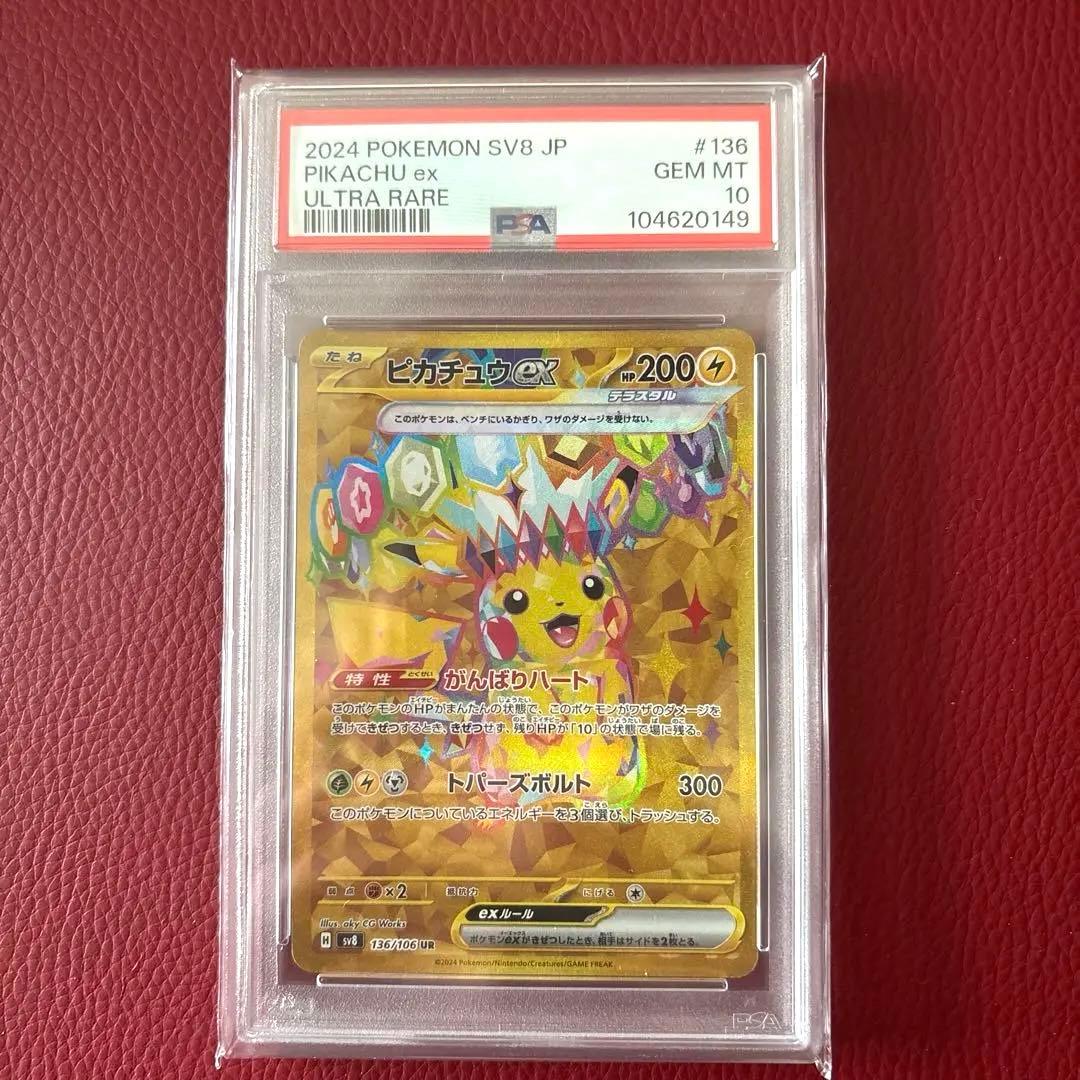 2024 POKEMON SV8 JP #136
PIKACHU ex GEM MT
ULTRA RARE 10
PSA 104620149
たね ピカチュウex HP200
テラスタル
このポケモンは、ベンチにいるかぎり、ワザのダメージを受けない。
特性 とくせい がんばりハート
このポケモンのHPがまんたんの状態で、このポケモンがワザのダメージを
受けてきぜつするとき、きぜつせず、残りHPが「10」の状態で場に残る。
トパーズボルト 300
このポケモンについているエネルギーを3個選び、トラッシュする。
弱点 ×2 抵抗力 にげる
exルール
ポケモンexがきぜつしたとき、相手はサイドを2枚とる。
Illus. aky CG Works
H sv8 136/106 UR
©2024 Pokémon/Nintendo/Creatures/GAME FREAK
PSA